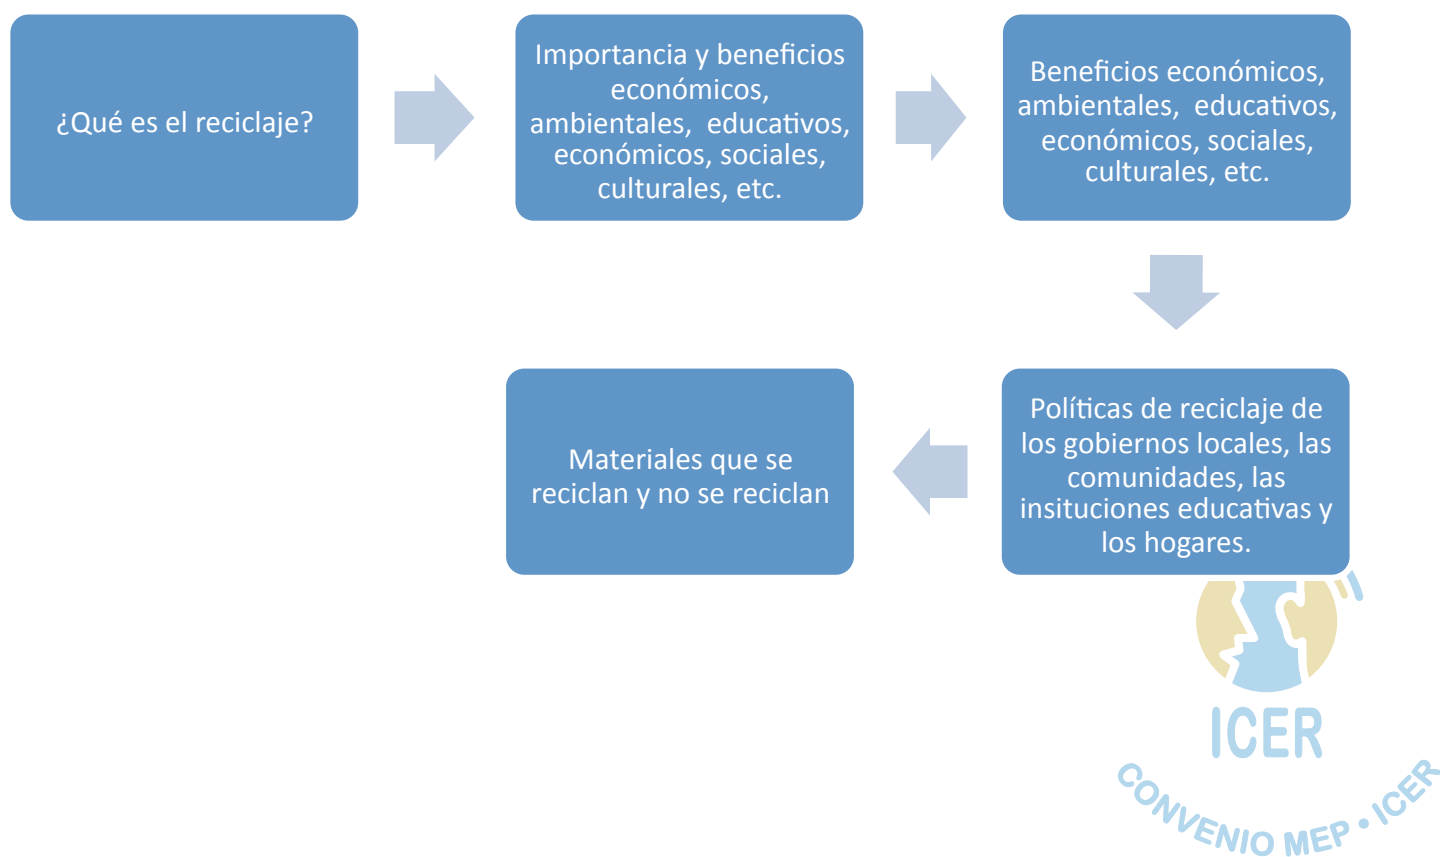 ¿Qué es el reciclaje?
Importancia y beneficios
económicos,
ambientales, educativos,
económicos, sociales,
culturales, etc.
Beneficios económicos,
ambientales, educativos,
económicos, sociales,
culturales, etc.
Políticas de reciclaje de
los gobiernos locales, las
comunidades, las
insituciones educativas y
los hogares.
Materiales que se
reciclan y no se reciclan
ICER
CONVENIO MEP • ICER